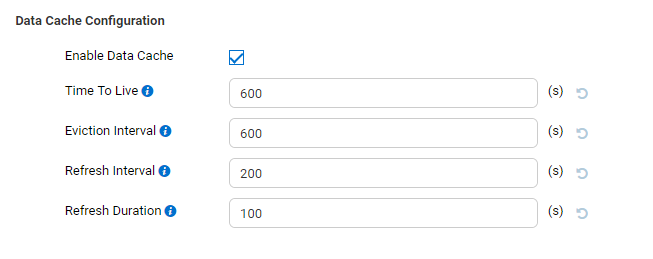 Data Cache Configuration
Enable Data Cache
Time To Live 600 (s)
Eviction Interval 600 (s)
Refresh Interval 200 (s)
Refresh Duration 100 (s)